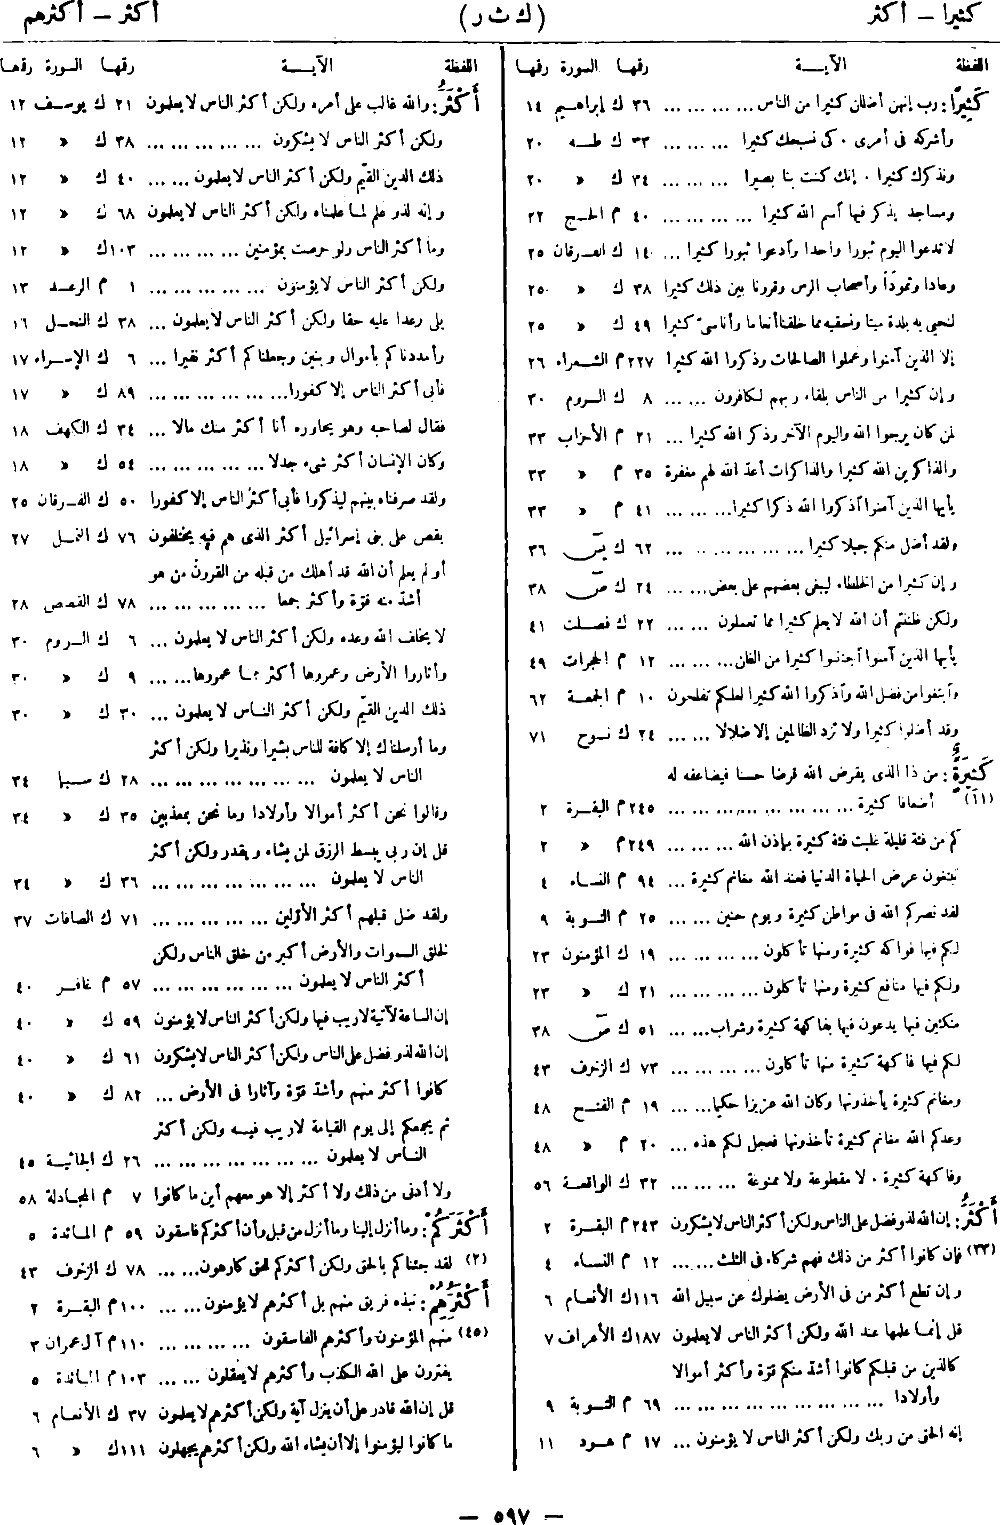 كثيرا – أكثر (ك ث ر) أكثر – أكثرهم
اللفظة الآيـــة رقمها السورة رقمها
كَثِيرًا: رب إنهن أضللن كثيرا من الناس ... ... ... ٣٦ ك إبراهيم ١٤
وأشركه فى أمرى ٠ كى نسبحك كثيرا ... ... ٣٣ ك طـه ٢٠
ونذكرك كثيرا ٠ إنك كنت بنا بصيرا ... ... ٣٤ ك » ٢٠
ومساجد يذكر فيها آسم الله كثيرا ... ... ... ٤٠ م الحـج ٢٢
لا تدعوا اليوم ثبورا واحدا وآدعوا ثبورا كثيرا ... ١٤ ك الفرقان ٢٥
وعادا وثمودَاْ وأصحاب الرس وقرونا بين ذلك كثيرا ٣٨ ك » ٢٥
لنحيى به بلدة ميتا ونسقيه مما خلقنا أنعاما وأناسىّ كثيرا ٤٩ ك » ٢٥
إلا الذين آمنوا وعملوا الصالحات وذكروا الله كثيرا ٢٢٧ م الشعراء ٢٦
وإن كثيرا من الناس بلقاء ربهم لكافرون ... ... ٨ ك الروم ٣٠
لمن كان يرجوا الله واليوم الآخر وذكر الله كثيرا ... ٢١ م الأحزاب ٣٣
والذاكرين الله كثيرا والذاكرات أعدّ الله لهم مغفرة ٣٥ م » ٣٣
يأيها الذين آمنوا آذكروا الله ذكرا كثيرا ... ... ٤١ م » ٣٣
ولقد أضل منكم جبلا كثيرا ... ... ... ... ... ... ٦٢ ك يسّ ٣٦
وإن كثيرا من الخلطاء ليبغى بعضهم على بعض ... ... ٢٤ ك صّ ٣٨
ولكن ظننتم أن الله لا يعلم كثيرا مما تعملون ... ... ٢٢ ك فصلت ٤١
يأيها الذين آمنوا آجتنبوا كثيرا من الظن ... ... ... ١٢ م الحجرات ٤٩
وآبتغوا من فضل الله وآذكروا الله كثيرا لعلكم تفلحون ١٠ م الجمعة ٦٢
وقد أضلوا كثيرا ولا تزد الظالمين إلا ضلالا ... ... ٢٤ ك نـوح ٧١
كَثِيرَةٌ: من ذا الذى يقرض الله قرضا حسنا فيضاعفه له
(١١) أضعافا كثيرة ... ... ... ... ... ... ... ... ٢٤٥ م البقرة ٢
كم من فئة قليلة غلبت فئة كثيرة بإذن الله ... ... ... ٢٤٩ م » ٢
تبتغون عرض الحياة الدنيا فعند الله مغانم كثيرة ... ٩٤ م النساء ٤
لقد نصركم الله فى مواطن كثيرة ويوم حنين ... ... ٢٥ م التوبة ٩
لكم فيها فواكه كثيرة ومنها تأكلون ... ... ... ... ١٩ ك المؤمنون ٢٣
ولكم فيها منافع كثيرة ومنها تأكلون ... ... ... ... ٢١ ك » ٢٣
متكئين فيها يدعون فيها بفاكهة كثيرة وشراب ... ... ٥١ ك صّ ٣٨
لكم فيها فاكهة كثيرة منها تأكلون ... ... ... ... ٧٣ ك الزخرف ٤٣
ومغانم كثيرة يأخذونها وكان الله عزيزا حكيما ... ... ١٩ م الفتح ٤٨
وعدكم الله مغانم كثيرة تأخذونها فعجل لكم هذه ... ٢٠ م » ٤٨
وفاكهة كثيرة ٠ لا مقطوعة ولا ممنوعة ... ... ... ٣٢ ك الواقعة ٥٦
أَكْثَرُ: إن الله لذو فضل على الناس ولكن أكثر الناس لا يشكرون ٢٤٣ م البقرة ٢
(٣٣) فإن كانوا أكثر من ذلك فهم شركاء فى الثلث ... ... ١٢ م النساء ٤
وإن تطع أكثر من فى الأرض يضلوك عن سبيل الله ١١٦ ك الأنعام ٦
قل إنما علمها عند الله ولكن أكثر الناس لا يعلمون ١٨٧ ك الأعراف ٧
كالذين من قبلكم كانوا أشدّ منكم قوّة وأكثر أموالا
وأولادا ... ... ... ... ... ... ... ... ... ٦٩ م التوبة ٩
إنه الحق من ربك ولكن أكثر الناس لا يؤمنون ... ١٧ م هـود ١١
اللفظة الآيـــة رقمها السورة رقمها
أَكْثَرُ: والله غالب على أمره ولكن أكثر الناس لا يعلمون ٢١ ك يوسف ١٢
ولكن أكثر الناس لا يشكرون ... ... ... ... ... ٣٨ ك » ١٢
ذلك الدين القيّم ولكن أكثر الناس لا يعلمون ... ... ٤٠ ك » ١٢
وإنه لذو علم لما علمناه ولكن أكثر الناس لا يعلمون ٦٨ ك » ١٢
وما أكثر الناس ولو حرصت بمؤمنين ... ... ... ... ١٠٣ ك » ١٢
ولكن أكثر الناس لا يؤمنون ... ... ... ... ... ١ م الرعد ١٣
بلى وعدا عليه حقا ولكن أكثر الناس لا يعلمون ... ٣٨ ك النحل ١٦
وأمددناكم بأموال وبنين وجعلناكم أكثر نفيرا ... ... ٦ ك الإسراء ١٧
فأبى أكثر الناس إلا كفورا ... ... ... ... ... ... ٨٩ ك » ١٧
فقال لصاحبه وهو يحاوره أنا أكثر منك مالا ... ... ٣٤ ك الكهف ١٨
وكان الإنسان أكثر شىء جدلا ... ... ... ... ... ٥٤ ك » ١٨
ولقد صرفناه بينهم ليذكروا فأبى أكثر الناس إلا كفورا ٥٠ ك الفرقان ٢٥
يقص على بنى إسرائيل أكثر الذى هم فيه يختلفون ٧٦ ك النمل ٢٧
أولم يعلم أن الله قد أهلك من قبله من القرون من هو
أشدّ منه قوّة وأكثر جمعا ... ... ... ... ... ... ٧٨ ك القصص ٢٨
لا يخلف الله وعده ولكن أكثر الناس لا يعلمون ... ٦ ك الروم ٣٠
وأثاروا الأرض وعمروها أكثر مما عمروها ... ... ٩ ك » ٣٠
ذلك الدين القيّم ولكن أكثر الناس لا يعلمون ... ٣٠ ك » ٣٠
وما أرسلناك إلا كافة للناس بشيرا ونذيرا ولكن أكثر
الناس لا يعلمون ... ... ... ... ... ... ... ... ٢٨ ك سبإ ٣٤
وقالوا نحن أكثر أموالا وأولادا وما نحن بمعذبين ٣٥ ك » ٣٤
قل إن ربى يبسط الرزق لمن يشاء ويقدر ولكن أكثر
الناس لا يعلمون ... ... ... ... ... ... ... ... ٣٦ ك » ٣٤
ولقد ضل قبلهم أكثر الأوّلين ... ... ... ... ... ٧١ ك الصافات ٣٧
لخلق السموات والأرض أكبر من خلق الناس ولكن
أكثر الناس لا يعلمون ... ... ... ... ... ... ... ٥٧ م غافر ٤٠
إن الساعة لآتية لا ريب فيها ولكن أكثر الناس لا يؤمنون ٥٩ ك » ٤٠
إن الله لذو فضل على الناس ولكن أكثر الناس لا يشكرون ٦١ ك » ٤٠
كانوا أكثر منهم وأشدّ قوّة وآثارا فى الأرض ... ٨٢ ك » ٤٠
ثم يجمعكم إلى يوم القيامة لا ريب فيه ولكن أكثر
الناس لا يعلمون ... ... ... ... ... ... ... ... ٢٦ ك الجاثية ٤٥
ولا أدنى من ذلك ولا أكثر إلا هو معهم أين ما كانوا ٧ م المجادلة ٥٨
أَكْثَرَكُمْ: وما أنزل إلينا وما أنزل من قبل وأن أكثركم فاسقون ٥٩ م المائدة ٥
(٢) لقد جئناكم بالحق ولكن أكثركم للحق كارهون ... ... ٧٨ ك الزخرف ٤٣
أَكْثَرُهُمْ: نبذه فريق منهم بل أكثرهم لا يؤمنون ... ... ١٠٠ م البقرة ٢
(٤٥) منهم المؤمنون وأكثرهم الفاسقون ... ... ... ... ١١٠ م آل عمران ٣
يفترون على الله الكذب وأكثرهم لا يعقلون ... ... ١٠٣ م المائدة ٥
قل إن الله قادر على أن ينزل آية ولكن أكثرهم لا يعلمون ٣٧ ك الأنعام ٦
ما كانوا ليؤمنوا إلا أن يشاء الله ولكن أكثرهم يجهلون ١١١ ك » ٦
— ٥٩٧ —